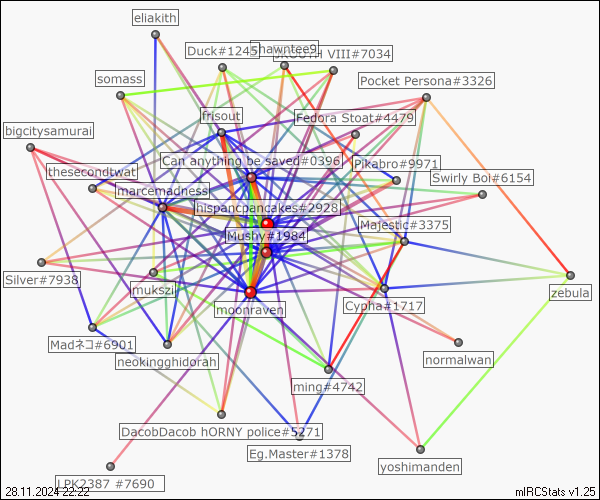 eliakith
Duck#1245
shawntee9
VIII#7034
somass
Pocket Persona#3326
frisout
Fedora Stoat#4479
bigcitysamurai
Can anything be saved#0396
Pikabro#9971
thesecondtwat
Swirly Boi#6154
marcemadness
hispancpancakes#2928
Majestic#3375
Mushy#1984
Silver#7938
mukszil
zebula
Cypha#1717
moonraven
Madネコ#6901
neokingghidorah
normalwan
ming#4742
DacobDacob hORNY police#5271
Eg.Master#1378
yoshimanden
LPK2387 #7690
28.11.2024 22:22
mIRCStats v1.25